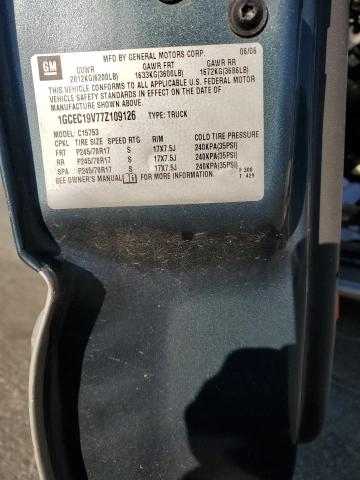 GM
MFD BY GENERAL MOTORS CORP. 06/06
GVWR GAWR FRT GAWR RR
2812KG(6200LB) 1633KG(3600LB) 1672KG(3686LB)
THIS VEHICLE CONFORMS TO ALL APPLICABLE U.S. FEDERAL MOTOR
VEHICLE SAFETY STANDARDS IN EFFECT ON THE DATE OF
MANUFACTURE SHOWN ABOVE.
1GCEC19V77Z109126 TYPE: TRUCK
MODEL: C15753
CPKL TIRE SIZE SPEED RTG RIM COLD TIRE PRESSURE
FRT P245/70R17 S 17X7.5J 240KPA(35PSI)
RR P245/70R17 S 17X7.5J 240KPA(35PSI)
SPA P245/70R17 S 17X7.5J 240KPA(35PSI)
SEE OWNER'S MANUAL FOR MORE INFORMATION. F 309
T 429